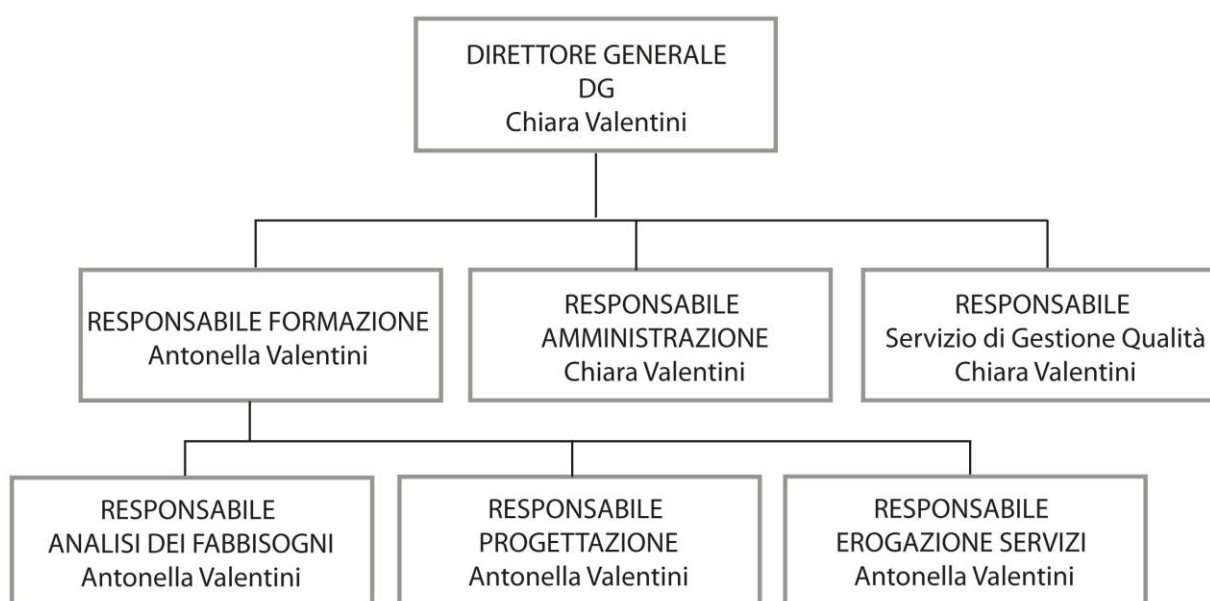 DIRETTORE GENERALE
DG
Chiara Valentini
RESPONSABILE FORMAZIONE
Antonella Valentini
RESPONSABILE
AMMINISTRAZIONE
Chiara Valentini
RESPONSABILE
Servizio di Gestione Qualità
Chiara Valentini
RESPONSABILE
ANALISI DEI FABBISOGNI
Antonella Valentini
RESPONSABILE
PROGETTAZIONE
Antonella Valentini
RESPONSABILE
EROGAZIONE SERVIZI
Antonella Valentini